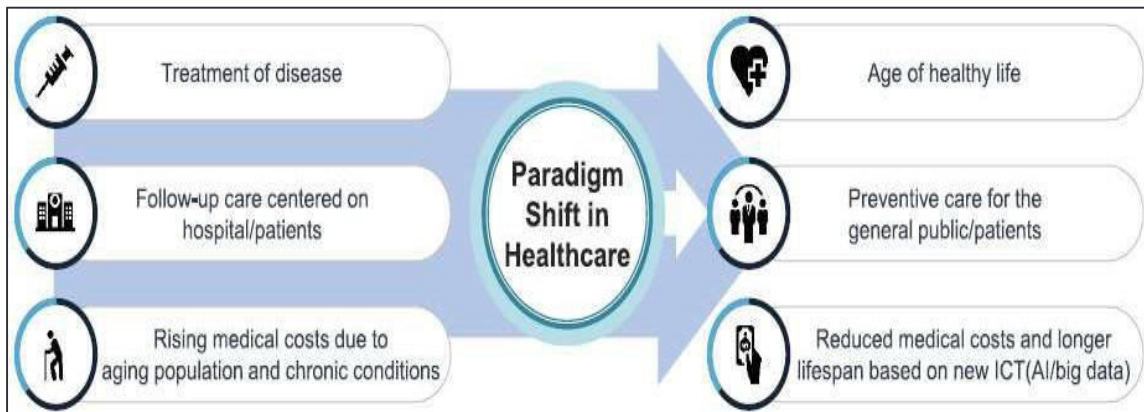 Treatment of disease
Follow-up care centered on
hospital/patients
Rising medical costs due to
aging population and chronic conditions
Paradigm
Shift in
Healthcare
Age of healthy life
Preventive care for the
general public/patients
Reduced medical costs and longer
lifespan based on new ICT(AI/big data)